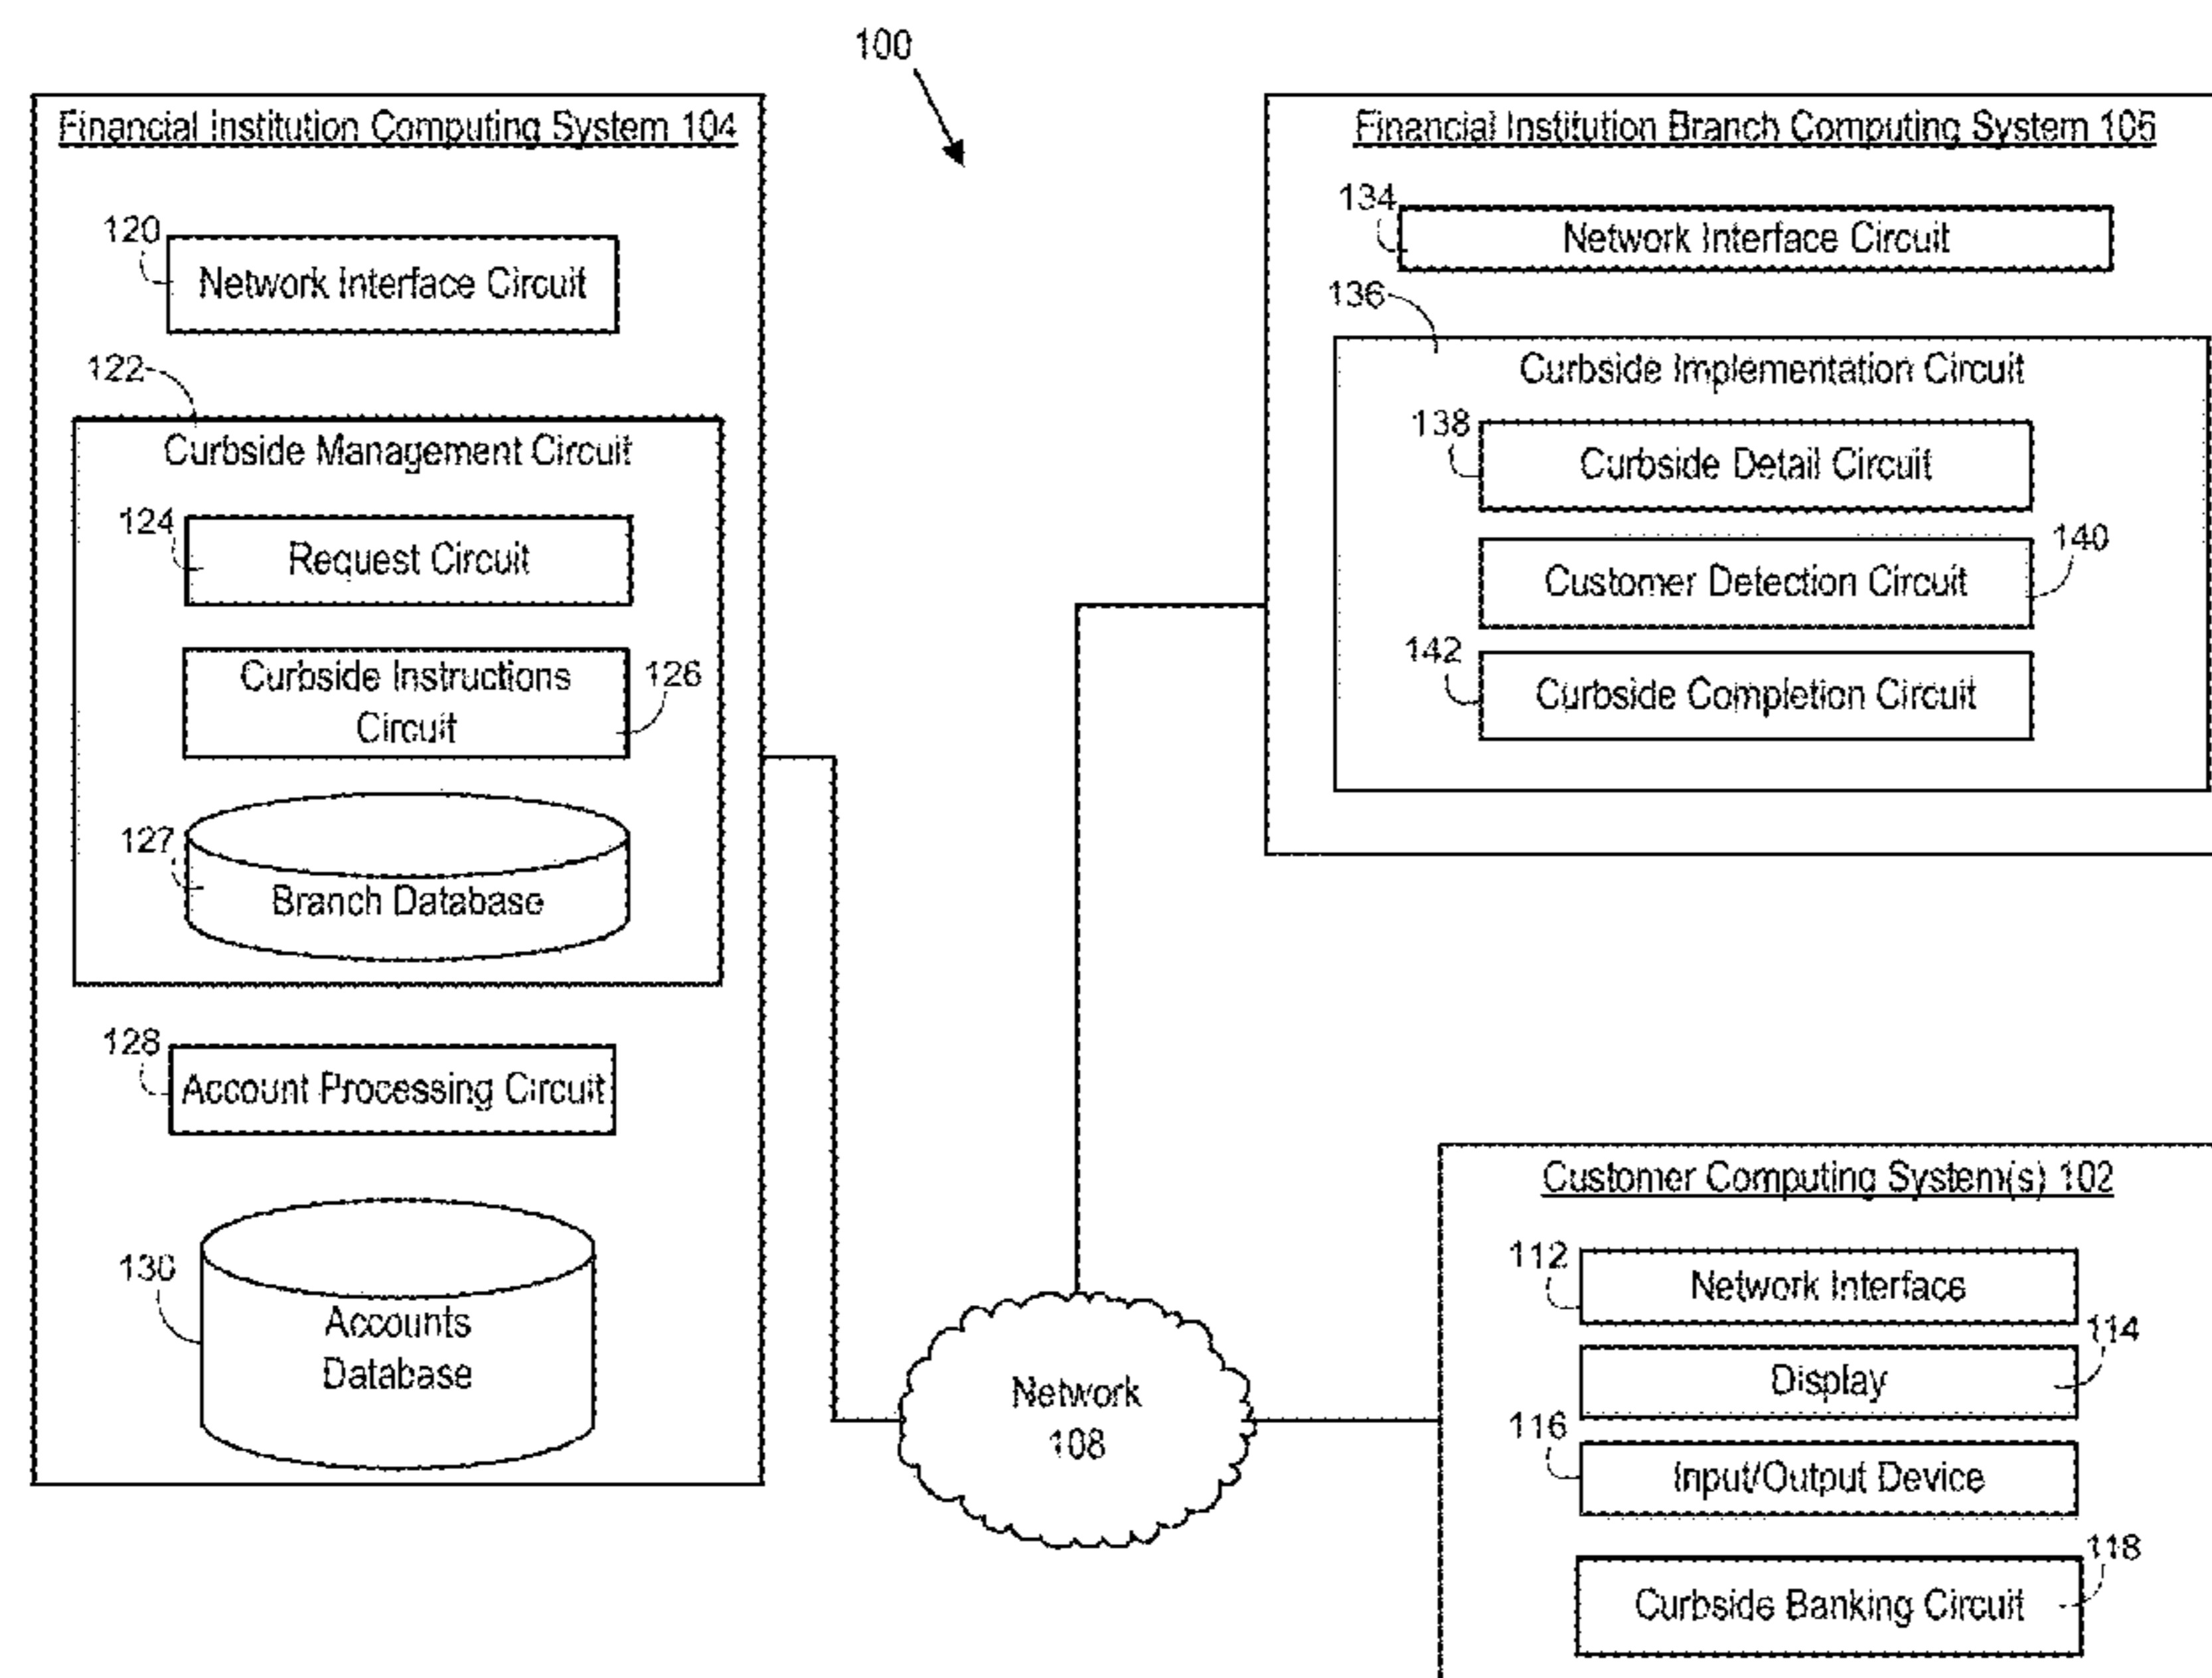 100
Financial Institution Computing System 104
120
Network Interface Circuit
122
Curbside Management Circuit
124
Request Circuit
Curbside Instructions
Circuit
126
127
Branch Database
128
Account Processing Circuit
130
Accounts
Database
Financial Institution Branch Computing System 106
134
Network Interface Circuit
136
Curbside Implementation Circuit
138
Curbside Detail Circuit
140
Customer Detection Circuit
142
Curbside Completion Circuit
Network
108
Customer Computing System(s) 102
112
Network Interface
114
Display
116
Input/Output Device
118
Curbside Banking Circuit